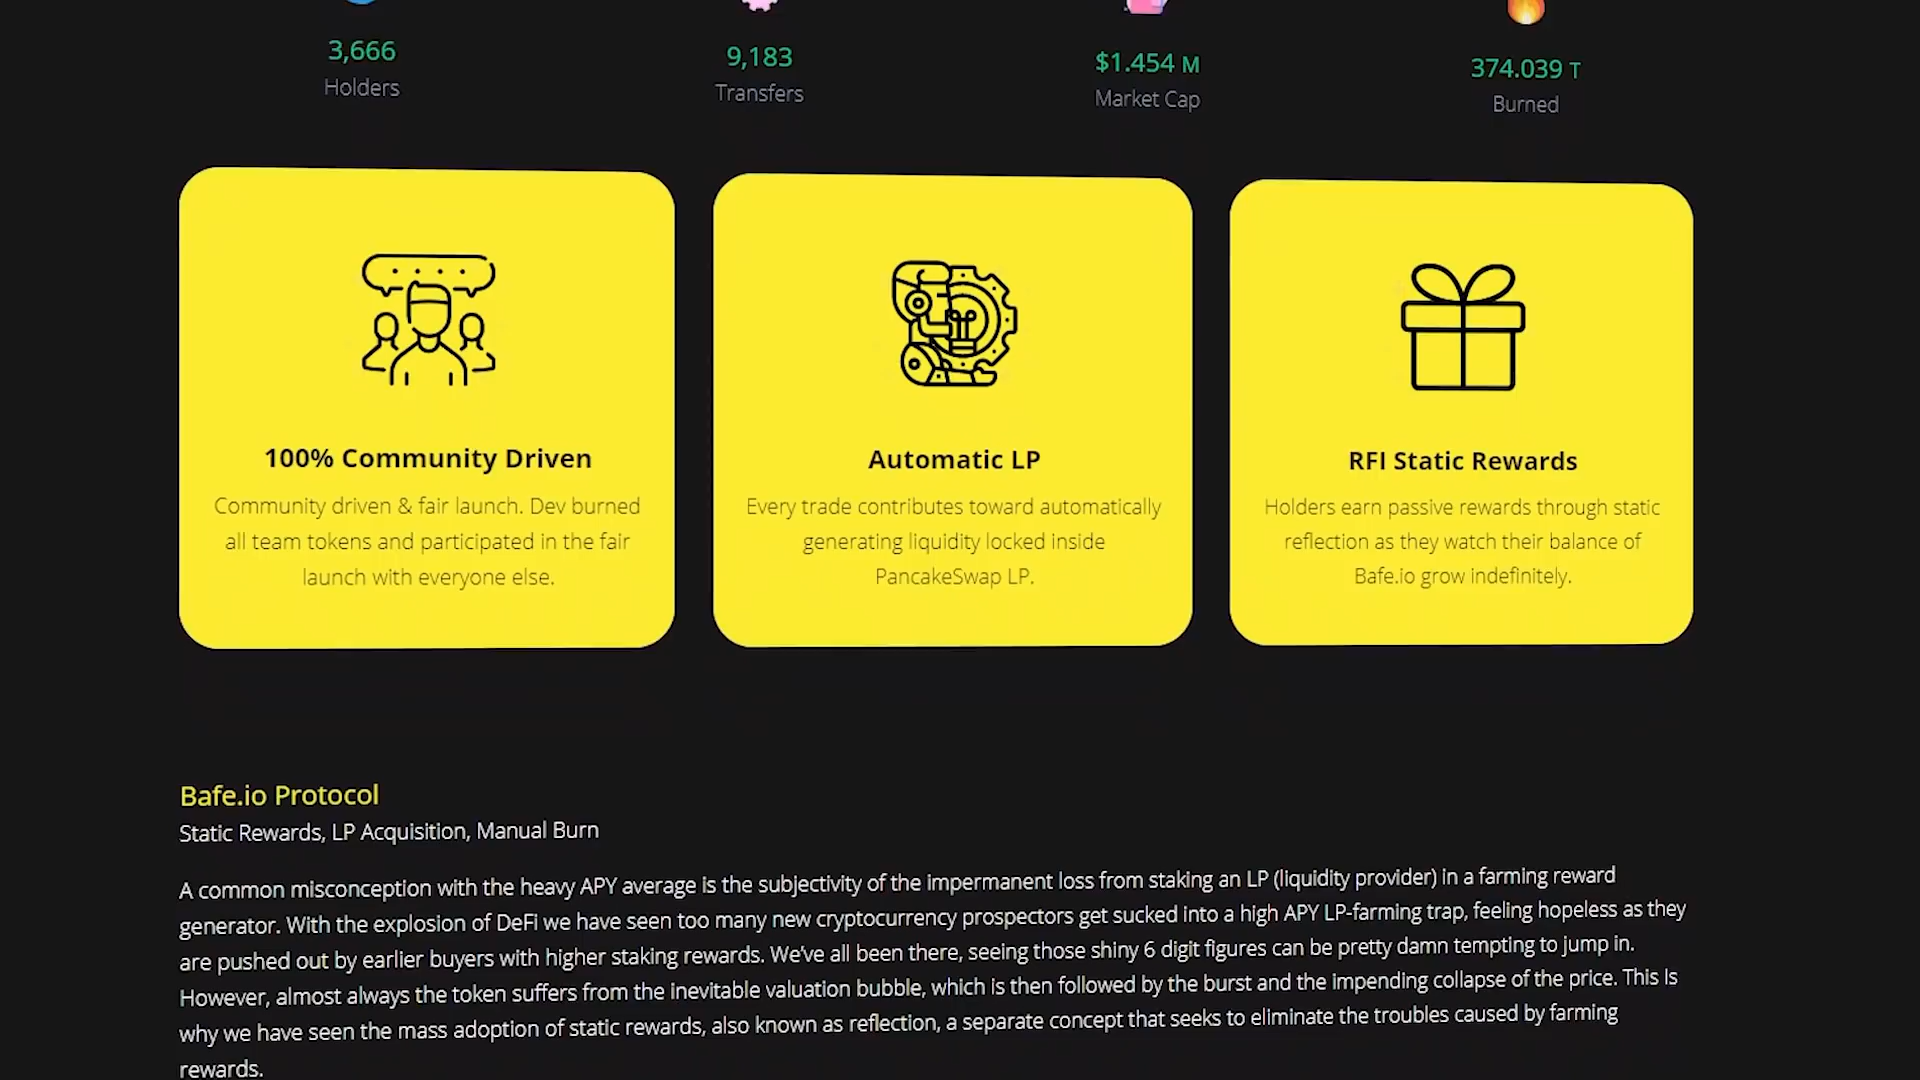 3,666
Holders
9,183
Transfers
$1.454 M
Market Cap
374.039 T
Burned
100% Community Driven
Community driven & fair launch. Dev burned
all team tokens and participated in the fair
launch with everyone else.
Automatic LP
Every trade contributes toward automatically
generating liquidity locked inside
PancakeSwap LP.
RFI Static Rewards
Holders earn passive rewards through static
reflection as they watch their balance of
Bafe.io grow indefinitely.
Bafe.io Protocol
Static Rewards, LP Acquisition, Manual Burn
A common misconception with the heavy APY average is the subjectivity of the impermanent loss from staking an LP (liquidity provider) in a farming reward
generator. With the explosion of DeFi we have seen too many new cryptocurrency prospectors get sucked into a high APY LP-farming trap, feeling hopeless as they
are pushed out by earlier buyers with higher staking rewards. We've all been there, seeing those shiny 6 digit figures can be pretty damn tempting to jump in.
However, almost always the token suffers from the inevitable valuation bubble, which is then followed by the burst and the impending collapse of the price. This is
why we have seen the mass adoption of static rewards, also known as reflection, a separate concept that seeks to eliminate the troubles caused by farming
rewards.